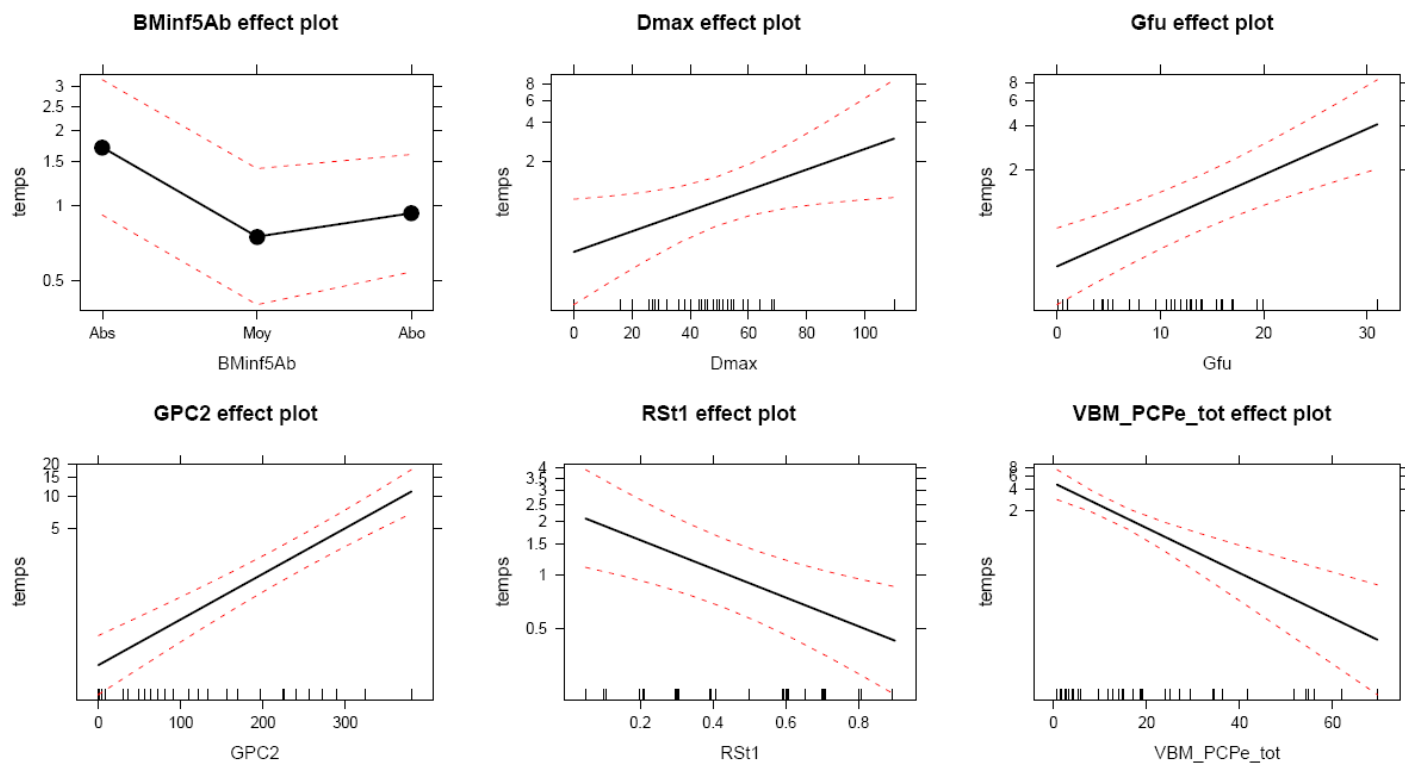 BMinf5Ab effect plot
temps
3
2.5
2
1.5
1
0.5
Abs Moy Abo
BMinf5Ab
Dmax effect plot
temps
8
6
4
2
0 20 40 60 80 100
Dmax
Gfu effect plot
temps
8
6
4
2
0 10 20 30
Gfu
GPC2 effect plot
temps
20
15
10
5
0 100 200 300
GPC2
RSt1 effect plot
temps
4
3.5
3
2.5
2
1.5
1
0.5
0.2 0.4 0.6 0.8
RSt1
VBM_PCPe_tot effect plot
temps
8
6
4
2
0 20 40 60
VBM_PCPe_tot